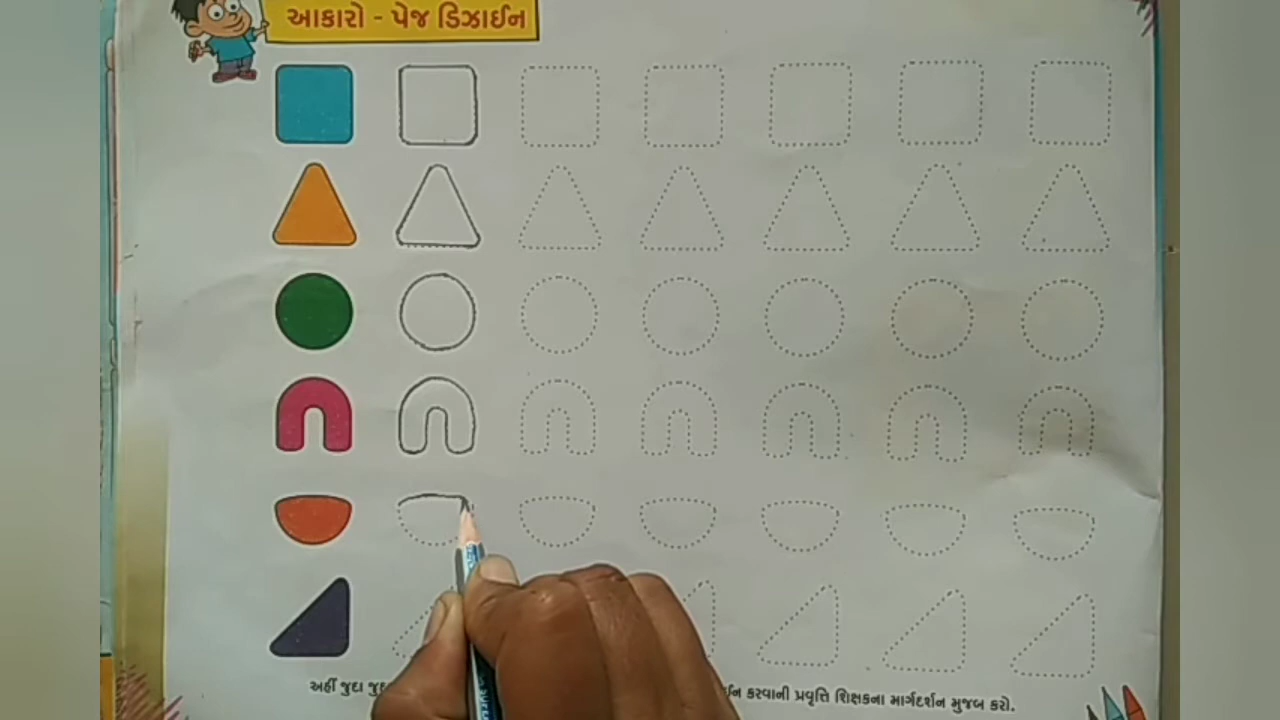 આકારો - પેજ ડિઝાઈન
અહીં જુદા કરવાની પ્રવૃત્તિ શિક્ષકના માર્ગદર્શન મુજબ કરો.